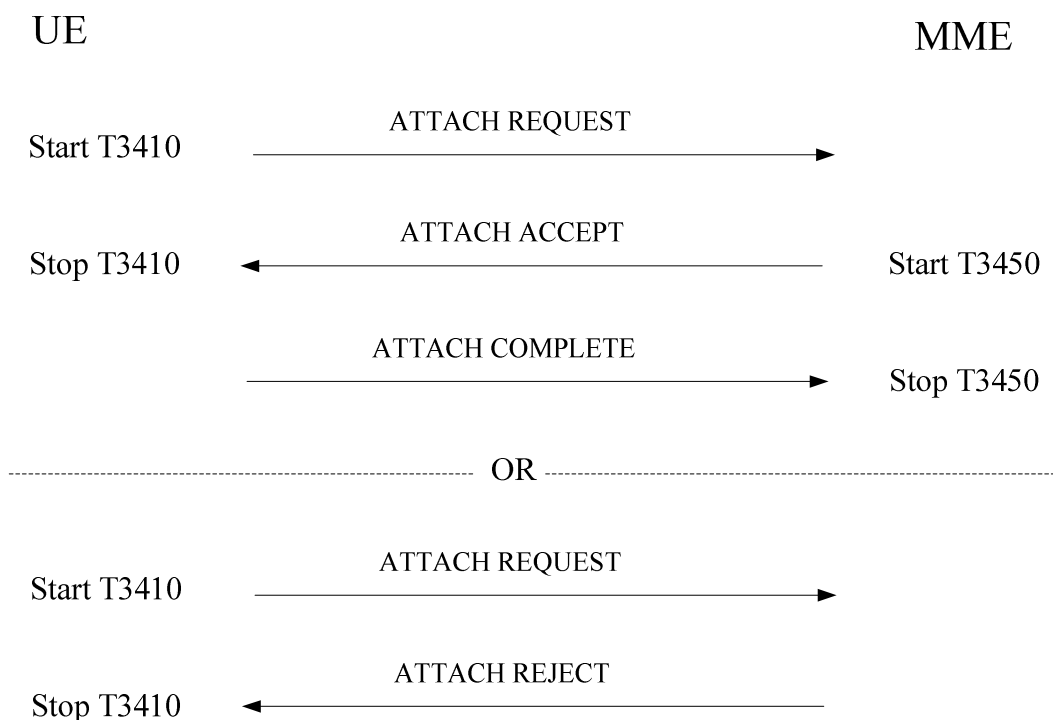 UE
MME
ATTACH REQUEST
Start T3410
ATTACH ACCEPT
Stop T3410
Start T3450
ATTACH COMPLETE
Stop T3450
OR
ATTACH REQUEST
Start T3410
ATTACH REJECT
Stop T3410